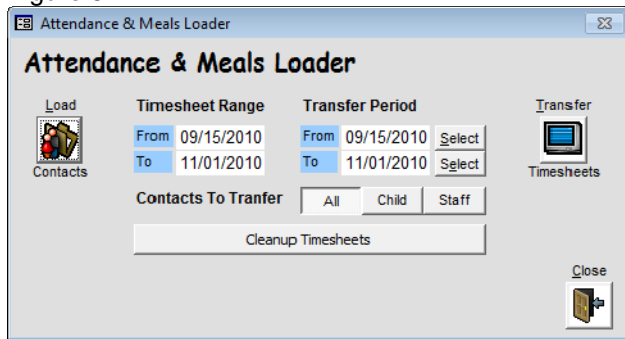 Attendance & Meals Loader
Attendance & Meals Loader
Load
Contacts
Timesheet Range
From 09/15/2010
To 11/01/2010
Transfer Period
From 09/15/2010 Select
To 11/01/2010 Select
Transfer
Timesheets
Contacts To Tranfer All Child Staff
Cleanup Timesheets
Close